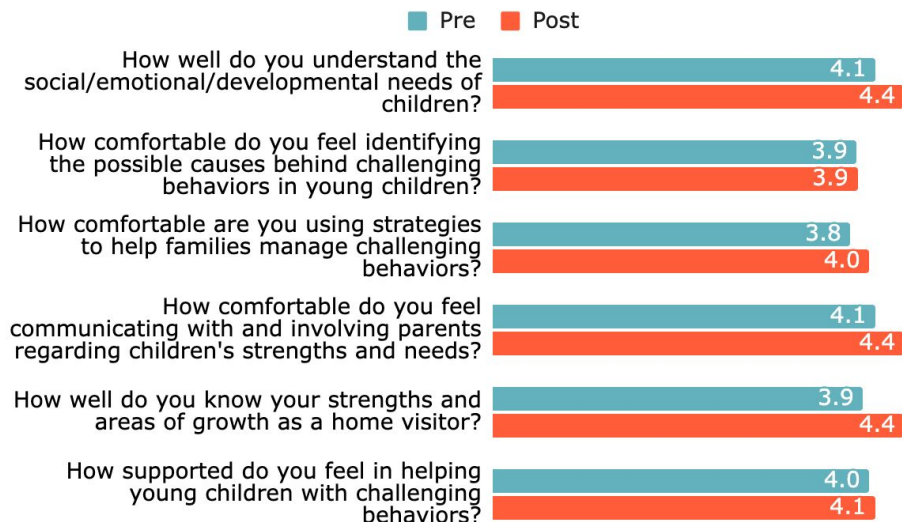 Pre Post
How well do you understand the
social/emotional/developmental needs of
children?
4.1
4.4
How comfortable do you feel identifying
the possible causes behind challenging
behaviors in young children?
3.9
3.9
How comfortable are you using strategies
to help families manage challenging
behaviors?
3.8
4.0
How comfortable do you feel
communicating with and involving parents
regarding children's strengths and needs?
4.1
4.4
How well do you know your strengths and
areas of growth as a home visitor?
3.9
4.4
How supported do you feel in helping
young children with challenging
behaviors?
4.0
4.1